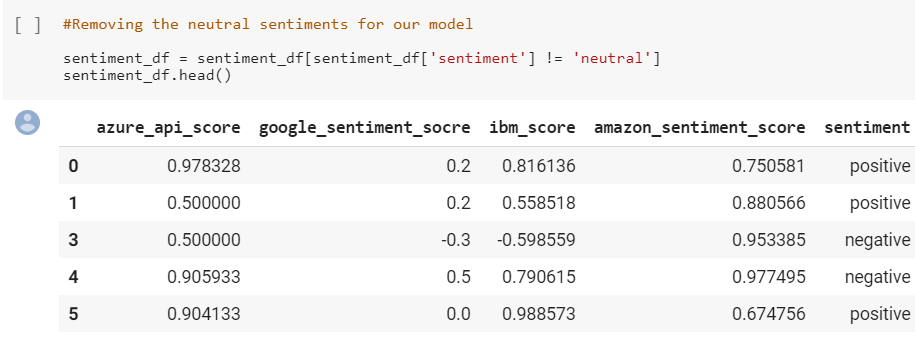 [ ] #Removing the neutral sentiments for our model
sentiment_df = sentiment_df[sentiment_df['sentiment'] != 'neutral']
sentiment_df.head()
azure_api_score google_sentiment_socre ibm_score amazon_sentiment_score sentiment
0 0.978328 0.2 0.816136 0.750581 positive
1 0.500000 0.2 0.558518 0.880566 positive
3 0.500000 -0.3 -0.598559 0.953385 negative
4 0.905933 0.5 0.790615 0.977495 negative
5 0.904133 0.0 0.988573 0.674756 positive